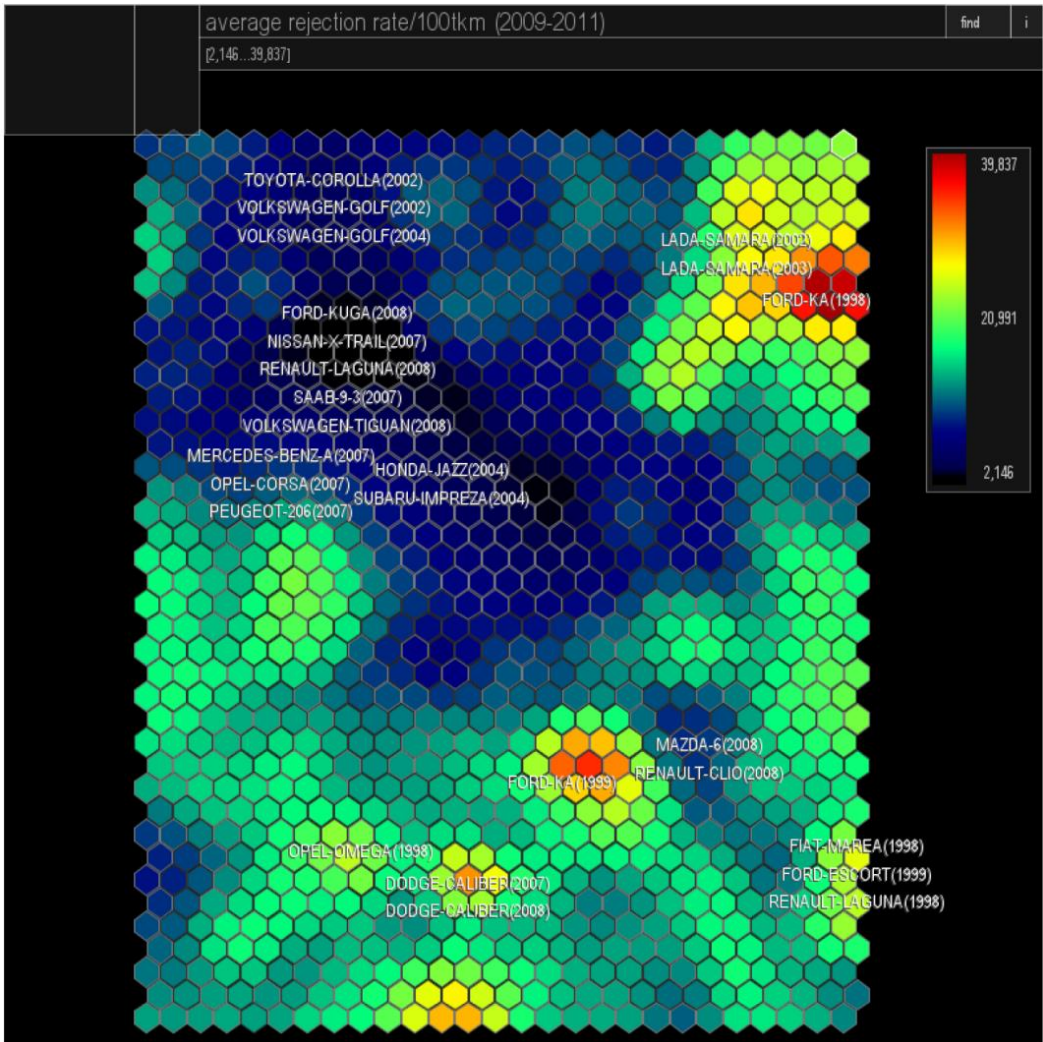 average rejection rate/100tkm (2009-2011)
find
i
[2,146...39,837]
39,837
20,991
2,146
TOYOTA-COROLLA(2002)
VOLKSWAGEN-GOLF(2002)
VOLKSWAGEN-GOLF(2004)
LADA-SAMARA(2002)
LADA-SAMARA(2003)
FORD-KA(1998)
FORD-KUGA(2008)
NISSAN-X-TRAIL(2007)
RENAULT-LAGUNA(2008)
SAAB-9-3(2007)
VOLKSWAGEN-TIGUAN(2008)
MERCEDES-BENZ-A(2007)
HONDA-JAZZ(2004)
OPEL-CORSA(2007)
SUBARU-IMPREZA(2004)
PEUGEOT-206(2007)
MAZDA-6(2008)
RENAULT-CLIO(2008)
FORD-KA(1999)
OPEL-OMEGA(1998)
FIAT-MAREA(1998)
FORD-ESCORT(1999)
RENAULT-LAGUNA(1998)
DODGE-CALIBER(2007)
DODGE-CALIBER(2008)